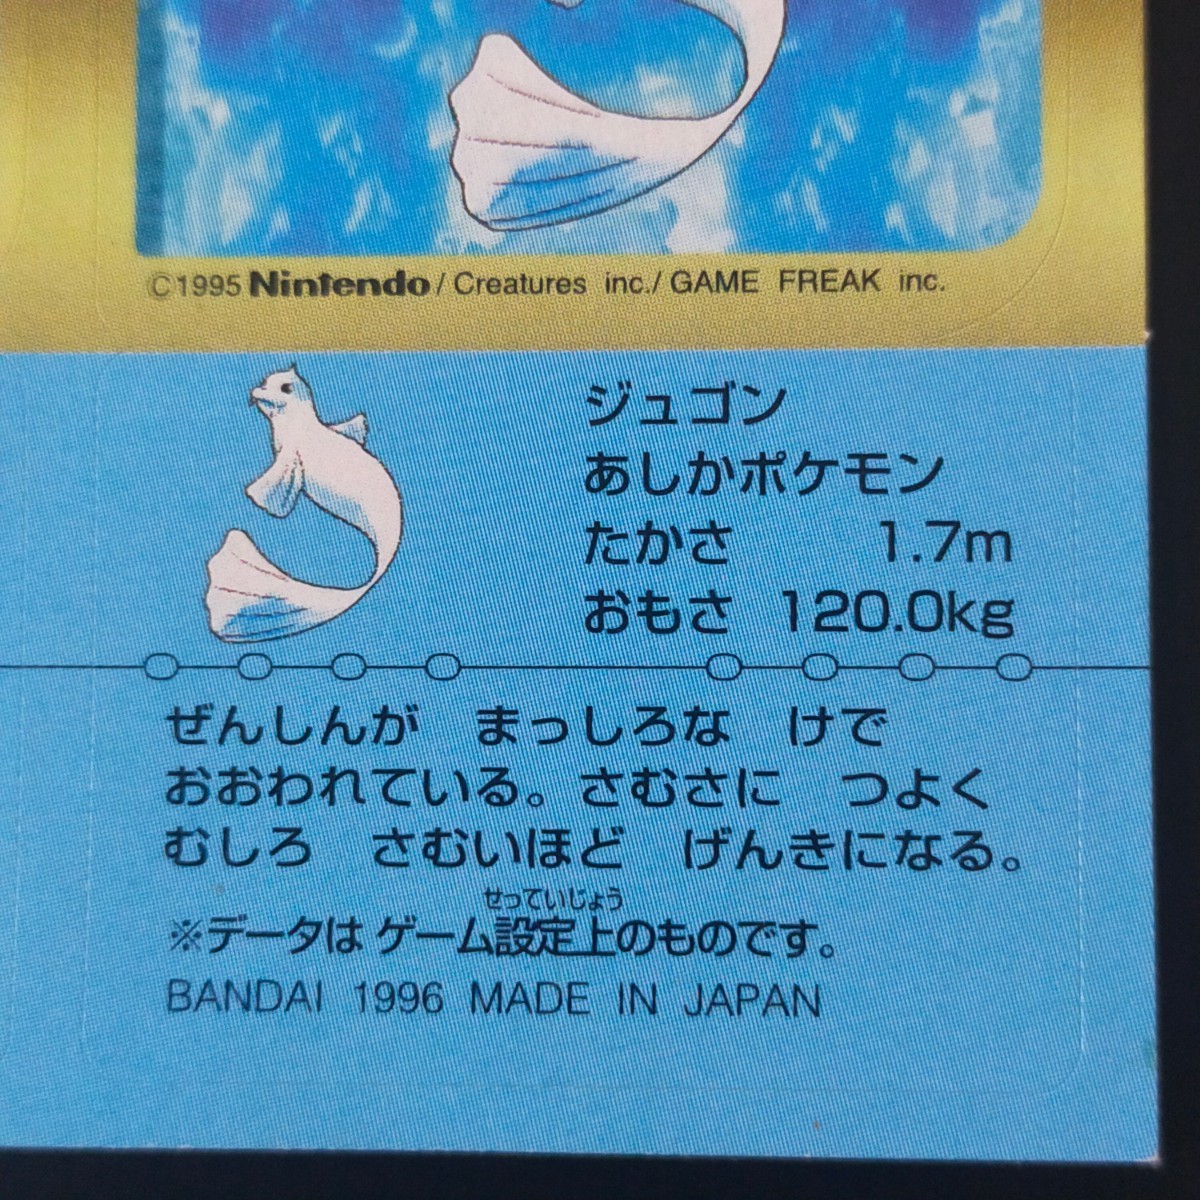 ©1995 Nintendo / Creatures inc./ GAME FREAK inc.
ジュゴン
あしかポケモン
たかさ 1.7m
おもさ 120.0kg
ぜんしんが まっしろな けで
おおわれている。さむさに つよく
むしろ さむいほど げんきになる。
せっていじょう
※データは ゲーム設定上のものです。
BANDAI 1996 MADE IN JAPAN